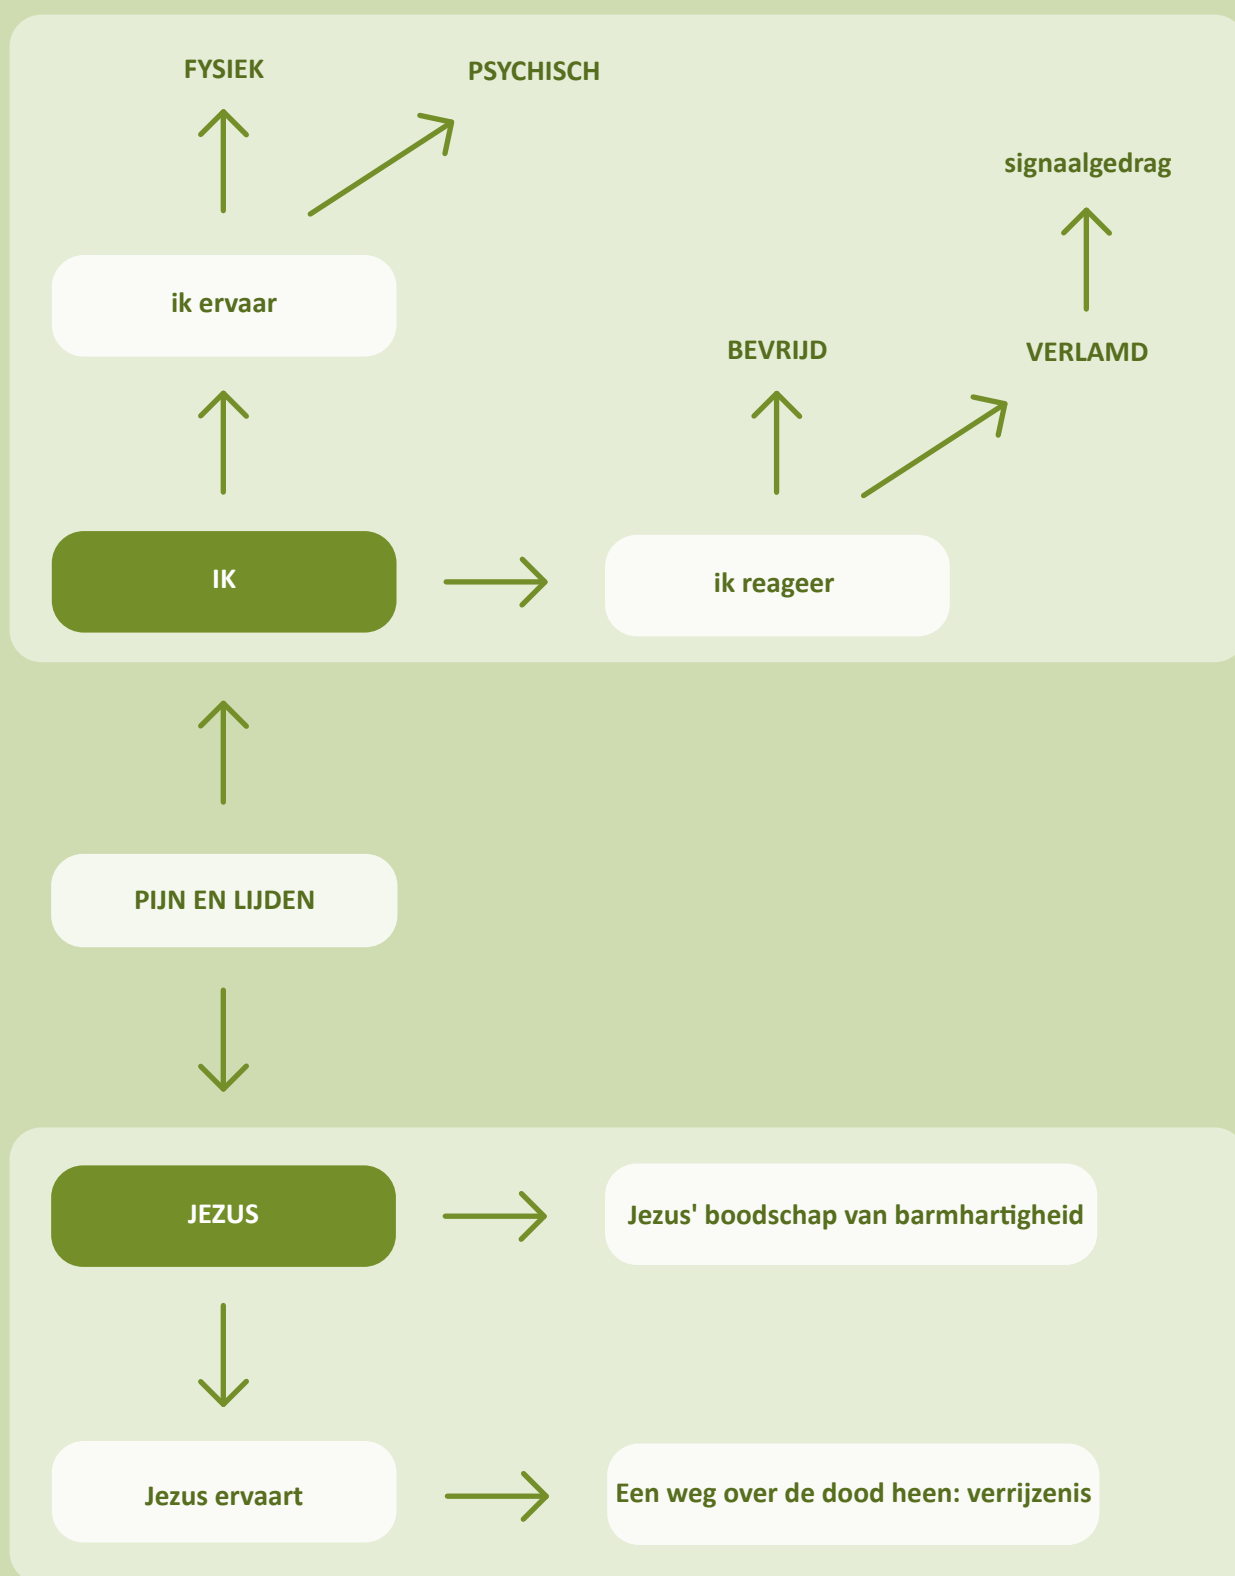 FYSIEK
PSYCHISCH
signaalgedrag
ik ervaar
BEVRIJD
VERLAMD
IK
ik reageer
PIJN EN LIJDEN
JEZUS
Jezus' boodschap van barmhartigheid
Jezus ervaart
Een weg over de dood heen: verrijzenis